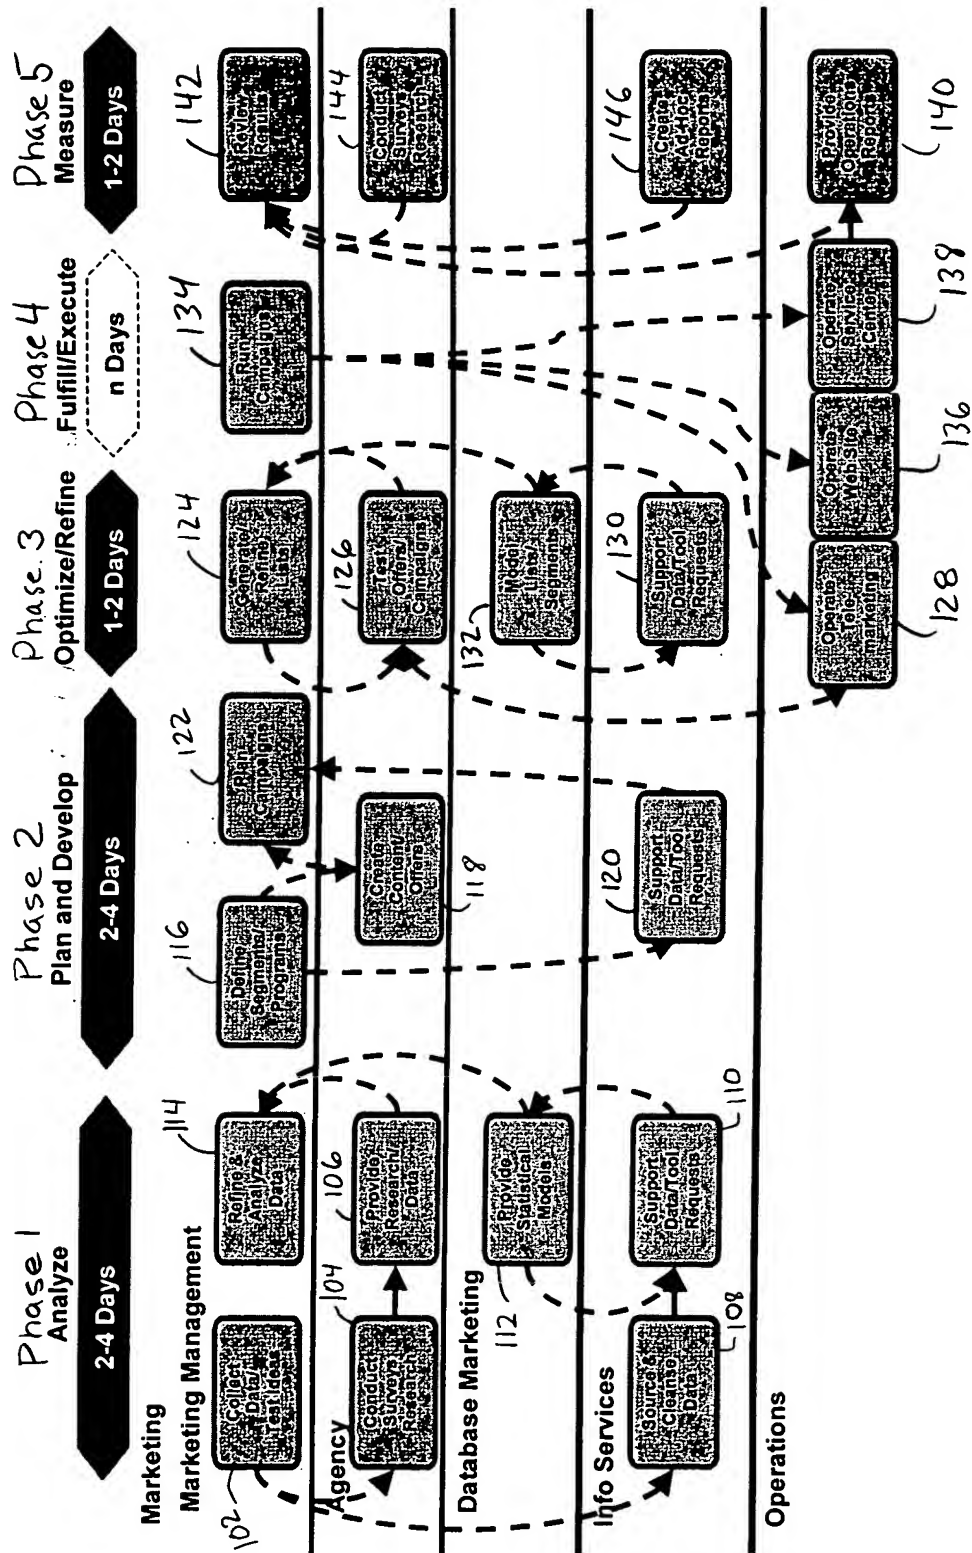 Phase 1
Analyze
2-4 Days
Phase 2
Plan and Develop
2-4 Days
Phase 3
Optimize/Refine
1-2 Days
Phase 4
Fulfill/Execute
n Days
Phase 5
Measure
1-2 Days
Marketing
Marketing Management
102
Collect
Data/
Test Ideas
114
Refine &
Analyze
Data
116
Define
Segments/
Programs
122
Plan
Campaigns
124
Generate/
Refine
Lists
134
Run
Campaigns
142
Review
Results
Agency
104
Conduct
Surveys
Research
106
Provide
Research/
Data
118
Create
Content/
Offers
126
Test
Offers/
Campaigns
144
Conduct
Surveys
Research
Database Marketing
112
Provide
Statistical
Models
132
Model
Lists/
Segments
Info Services
108
Source &
Cleanse
Data
110
Support
Data/Tool
Requests
120
Support
Data/Tool
Requests
130
Support
Data/Tool
Requests
146
Create
Ad-Hoc
Reports
Operations
128
Operate
Tele-
marketing
136
Operate
Web Site
138
Operate
Service
Center
140
Provide
Operations
Reports